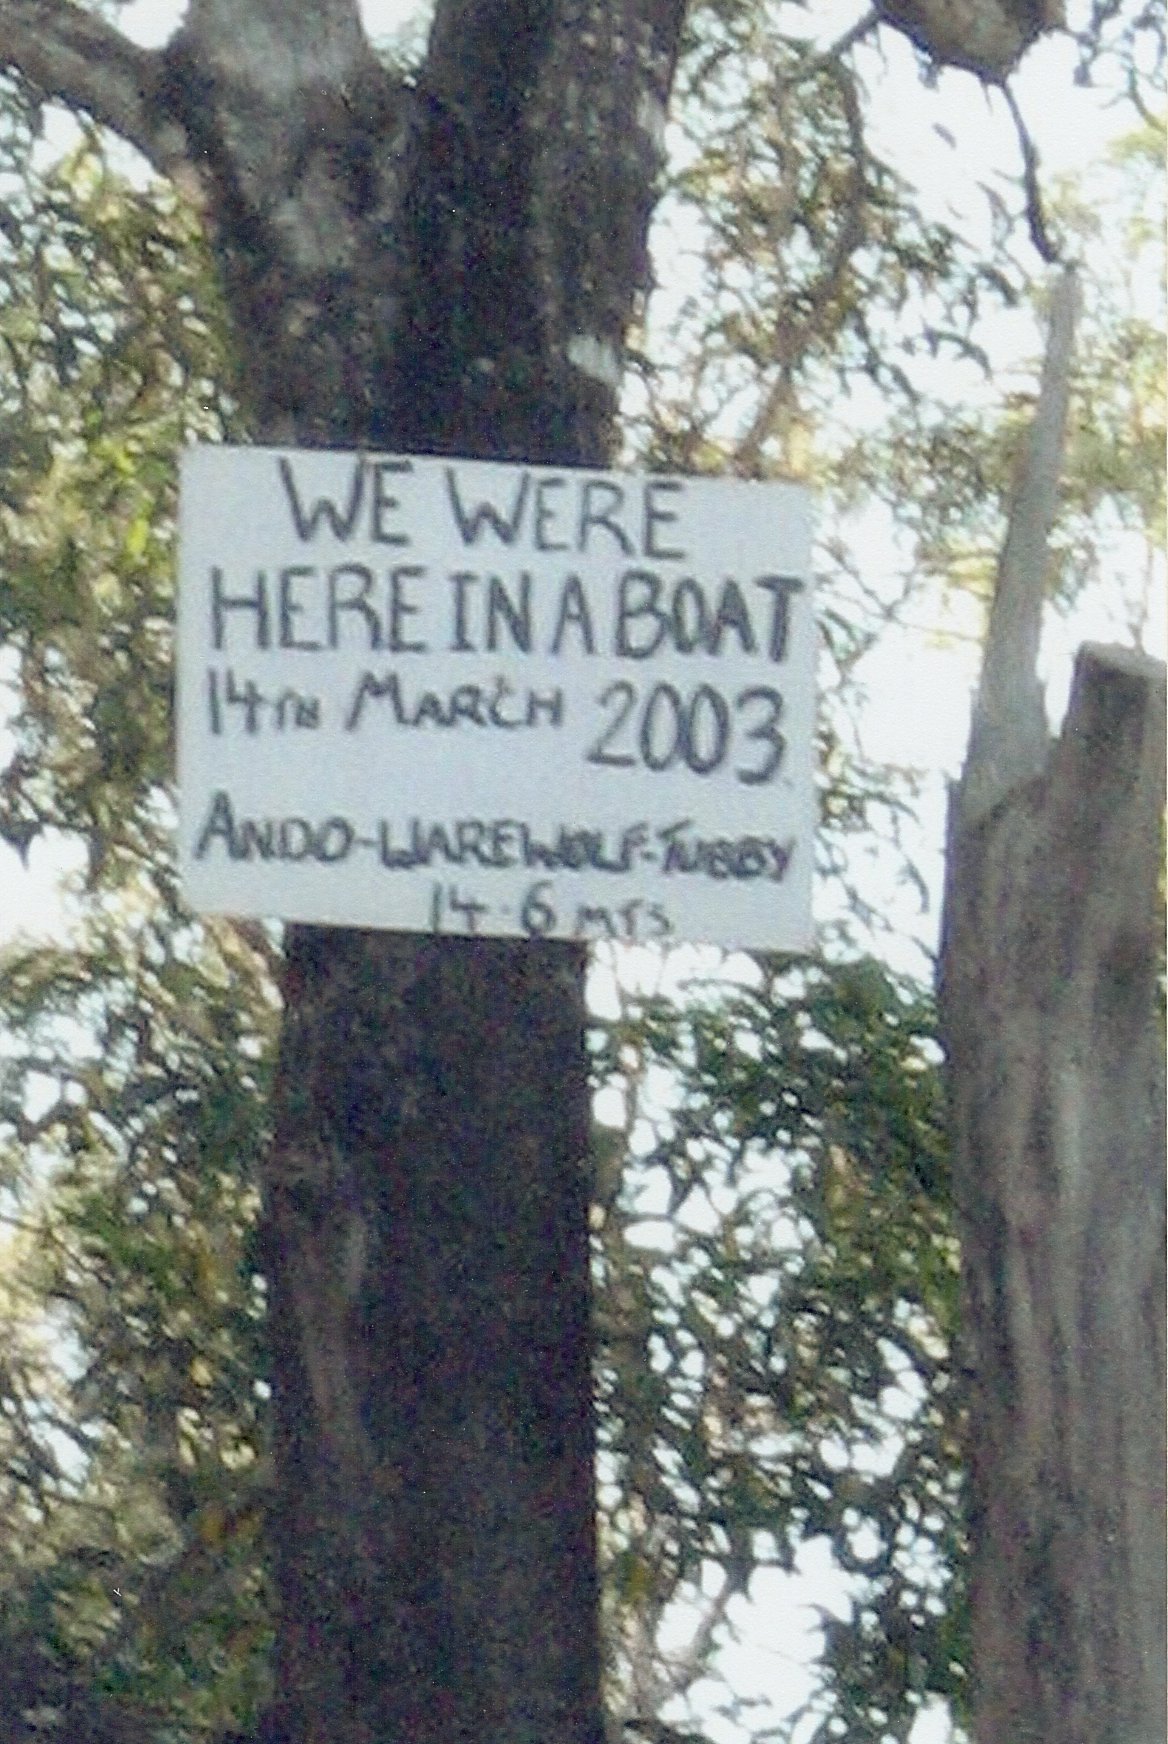 WE WERE
HERE IN A BOAT
14TH MARCH 2003.
ANDO-WAREWOLF-TUBBY
14.6 MTS